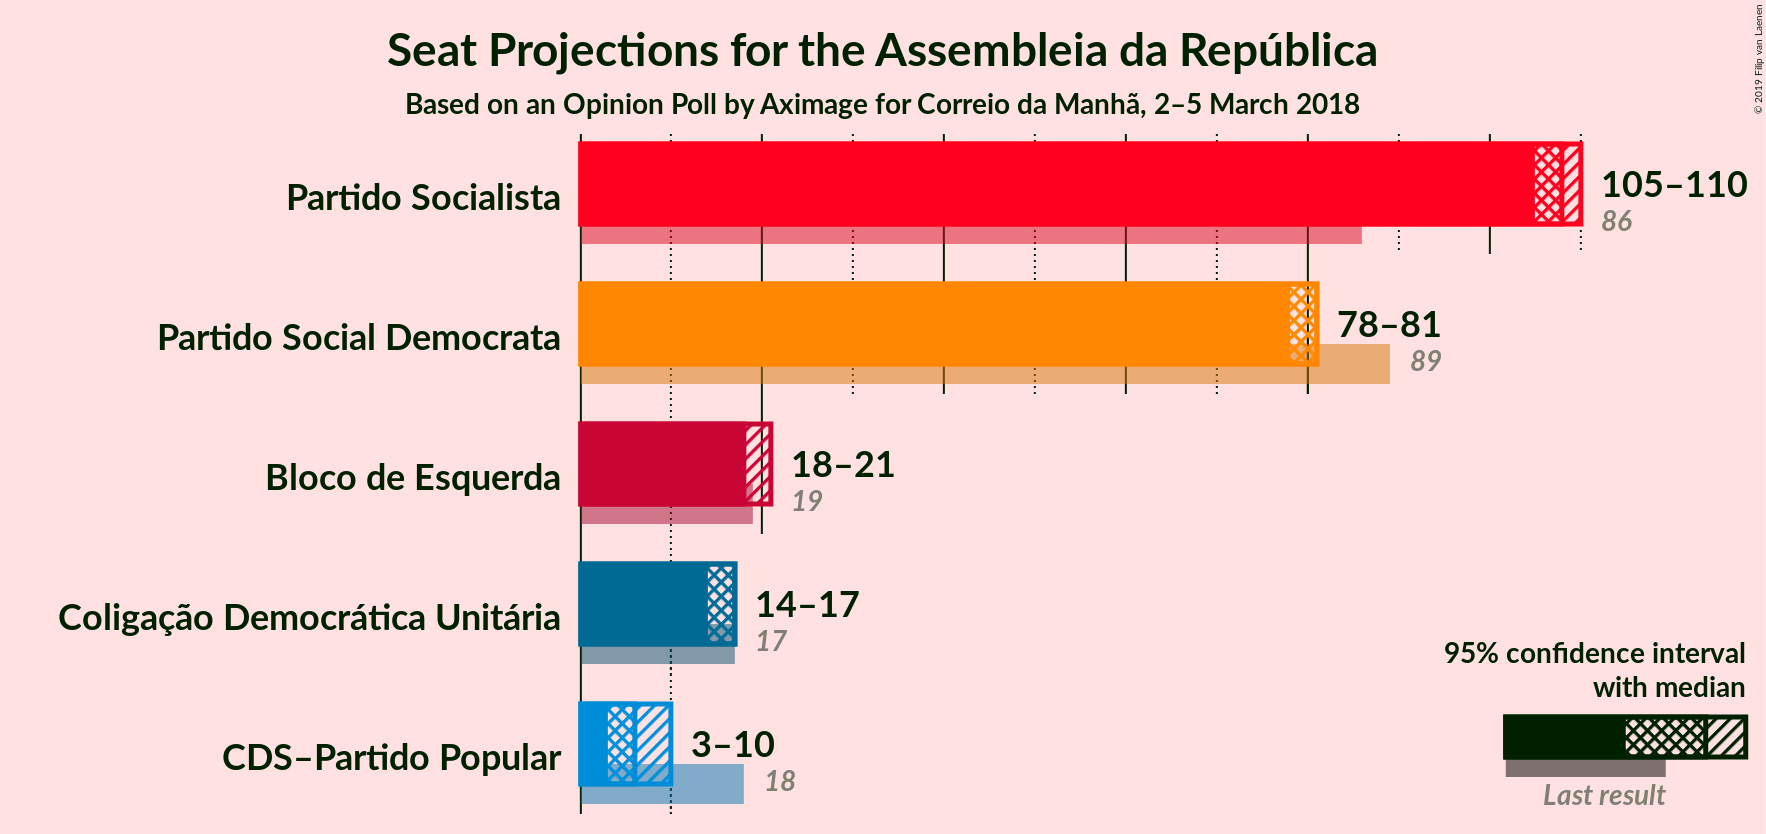 Seat Projections for the Assembleia da República
Based on an Opinion Poll by Aximage for Correio da Manhã, 2–5 March 2018
© 2019 Filip van Laenen
Partido Socialista
105–110
86
Partido Social Democrata
78–81
89
Bloco de Esquerda
18–21
19
Coligação Democrática Unitária
14–17
17
CDS–Partido Popular
3–10
18
95% confidence interval
with median
Last result